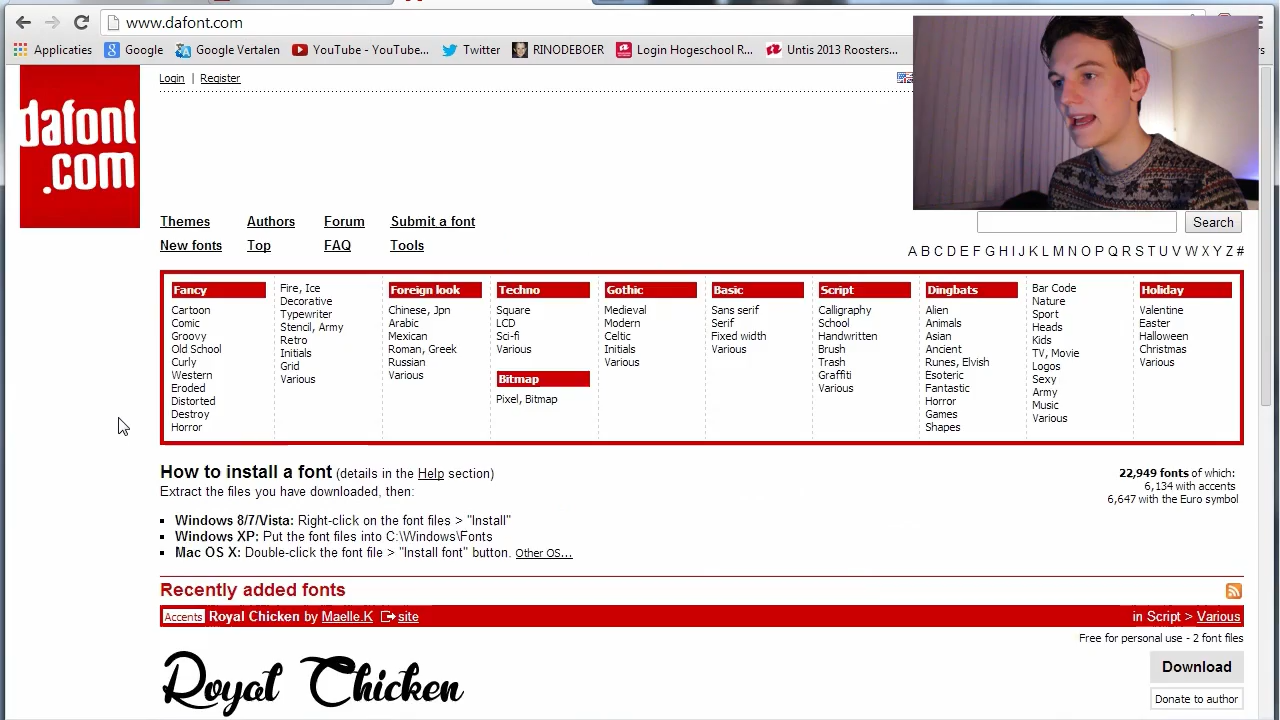 www.dafont.com
Applicaties Google Google Vertalen YouTube - YouTube... Twitter RINODEBOER Login Hogeschool R... Untis 2013 Roosters...
dafont
.com
Login | Register
Themes Authors Forum Submit a font
New fonts Top FAQ Tools
Search
A B C D E F G H I J K L M N O P Q R S T U V W X Y Z #
Fancy
Cartoon
Comic
Groovy
Old School
Curly
Western
Eroded
Distorted
Destroy
Horror
Fire, Ice
Decorative
Typewriter
Stencil, Army
Retro
Initials
Grid
Various
Foreign look
Chinese, Jpn
Arabic
Mexican
Roman, Greek
Russian
Various
Techno
Square
LCD
Sci-fi
Various
Bitmap
Pixel, Bitmap
Gothic
Medieval
Modern
Celtic
Initials
Various
Basic
Sans serif
Serif
Fixed width
Various
Script
Calligraphy
School
Handwritten
Brush
Trash
Graffiti
Various
Dingbats
Alien
Animals
Asian
Ancient
Runes, Elvish
Esoteric
Fantastic
Horror
Games
Shapes
Bar Code
Nature
Sport
Heads
Kids
TV, Movie
Logos
Sexy
Army
Music
Various
Holiday
Valentine
Easter
Halloween
Christmas
Various
How to install a font (details in the Help section)
Extract the files you have downloaded, then:
Windows 8/7/Vista: Right-click on the font files > "Install"
Windows XP: Put the font files into C:\Windows\Fonts
Mac OS X: Double-click the font file > "Install font" button. Other OS...
22,949 fonts of which:
6,134 with accents
6,647 with the Euro symbol
Recently added fonts
Accents Royal Chicken by Maelle.K site in Script > Various
Free for personal use - 2 font files
Royal Chicken
Download
Donate to author